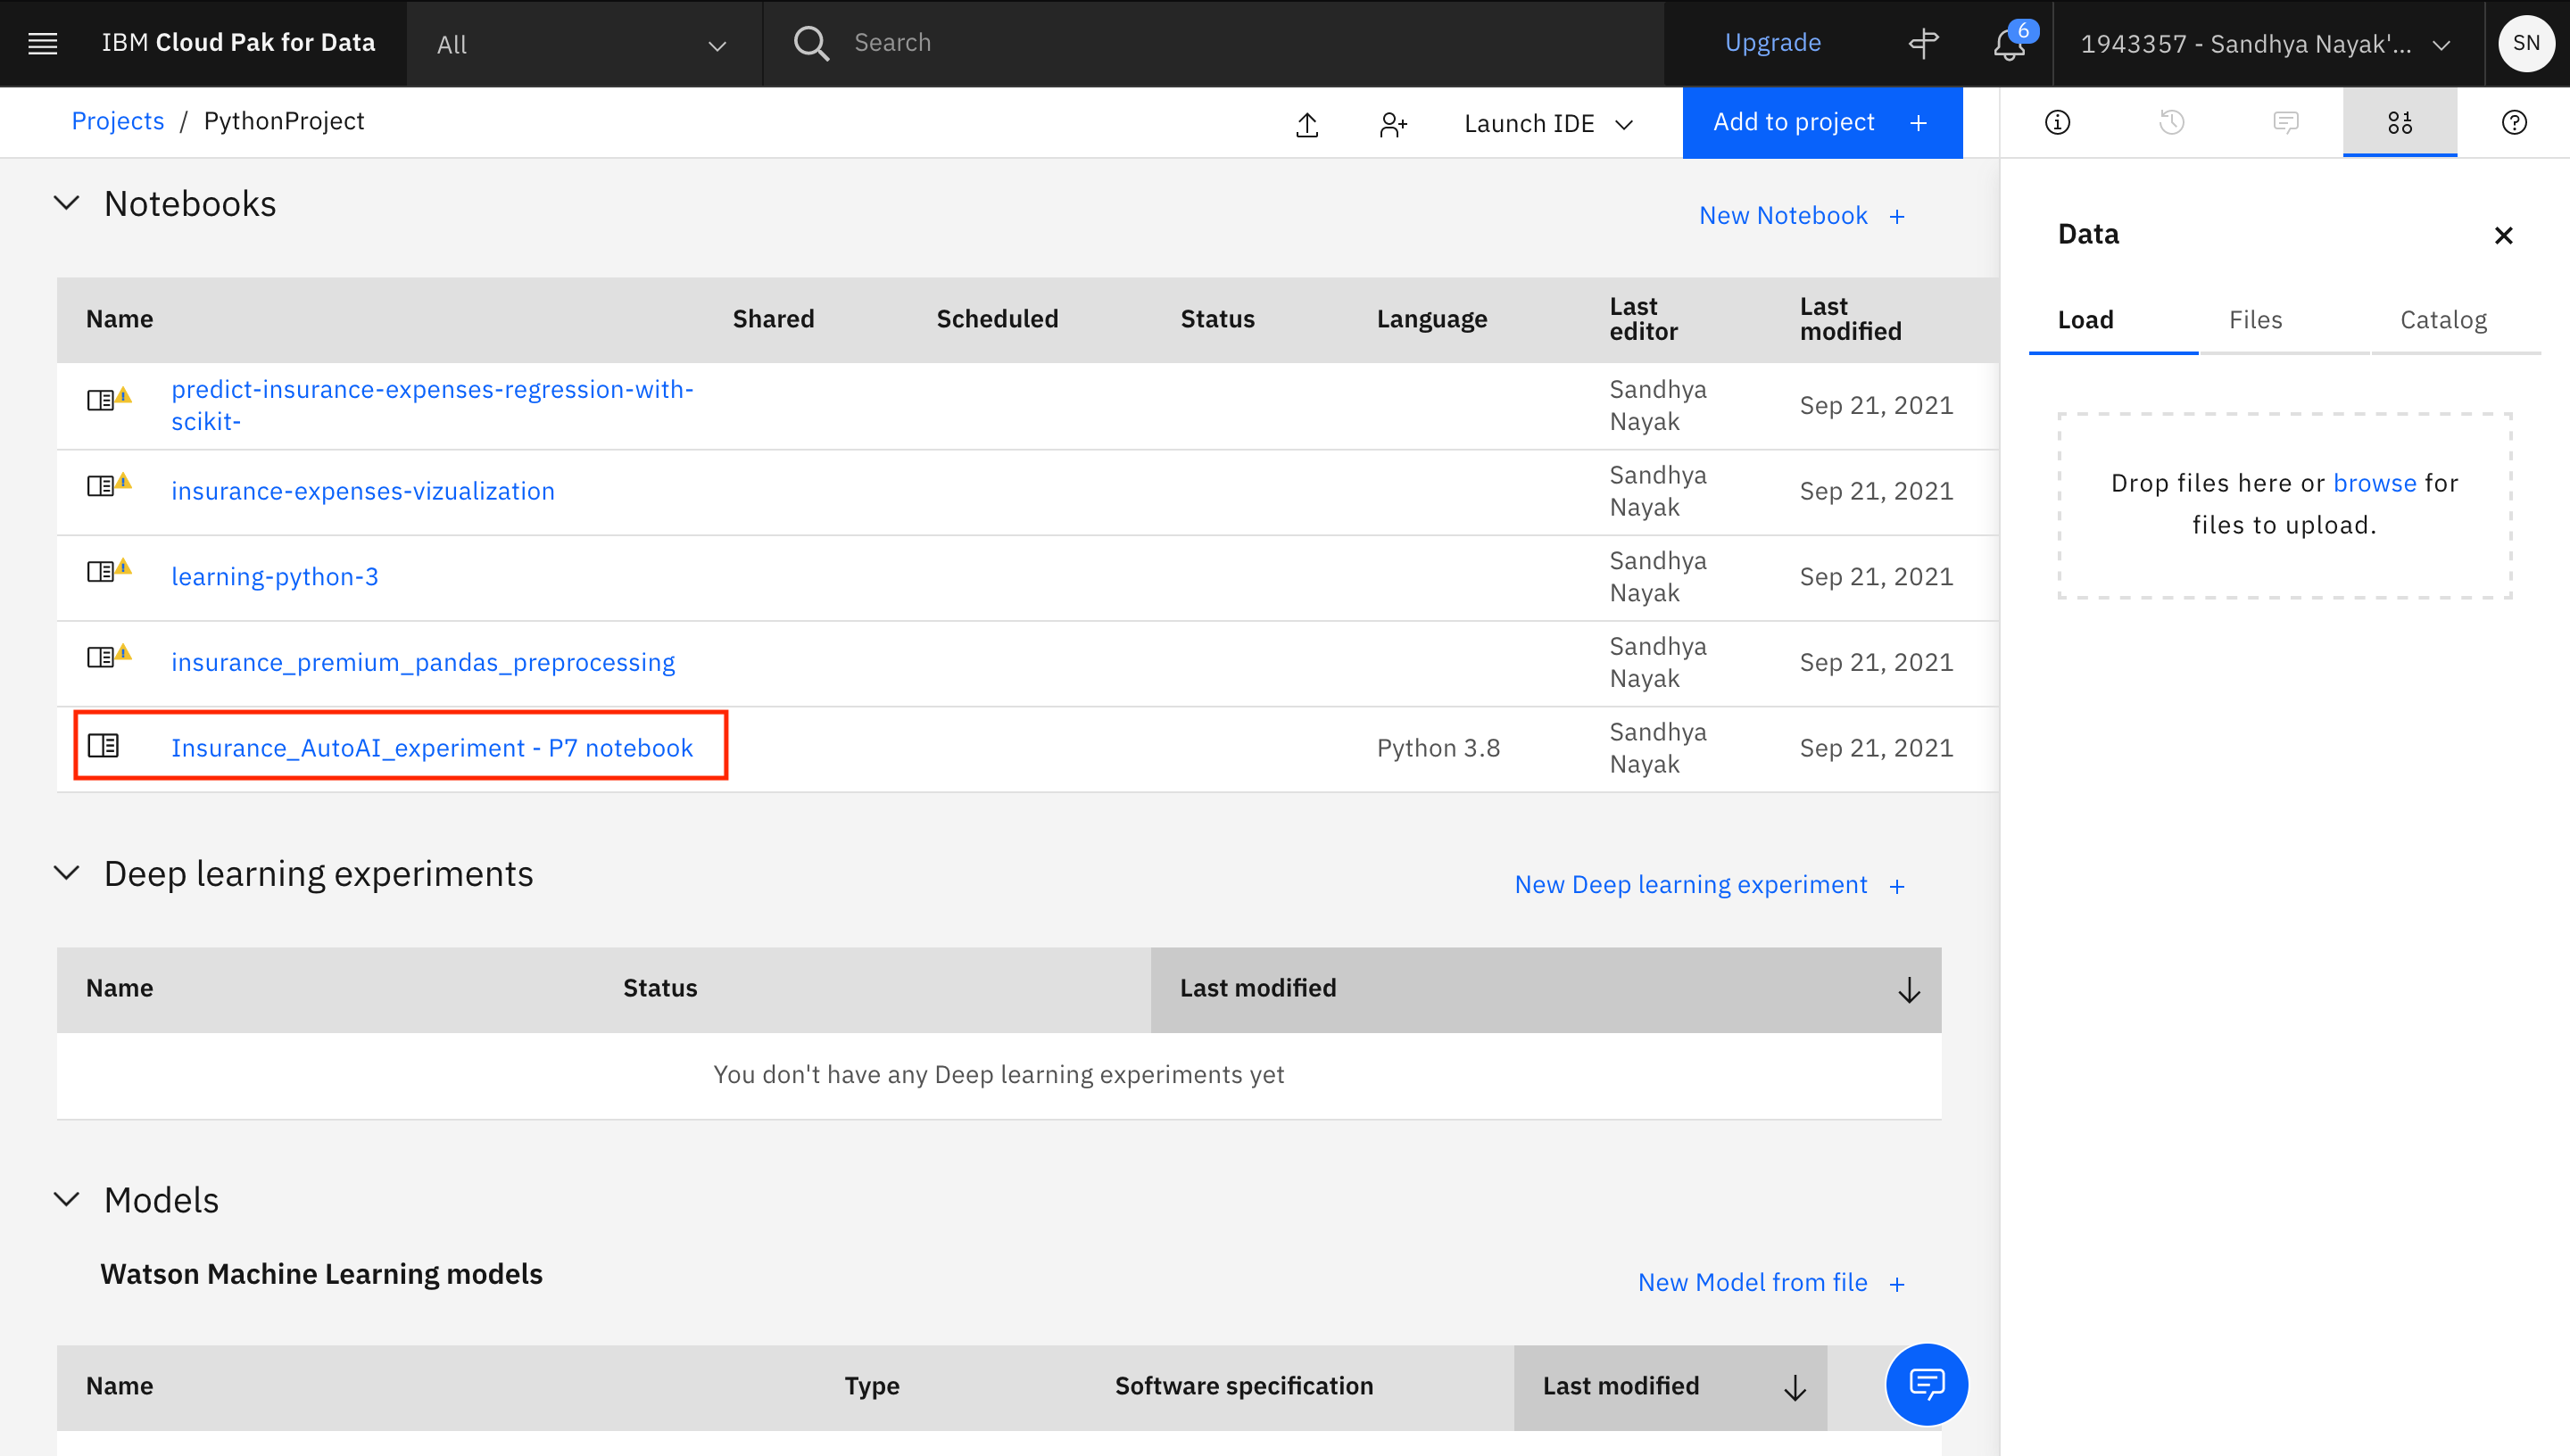 IBM Cloud Pak for Data
All
Search
Upgrade
6
1943357 - Sandhya Nayak'...
SN
Projects / PythonProject
Launch IDE
Add to project +
Notebooks
New Notebook +
Name Shared Scheduled Status Language Last editor Last modified
predict-insurance-expenses-regression-with-
scikit-
Sandhya
Nayak
Sep 21, 2021
insurance-expenses-vizualization
Sandhya
Nayak
Sep 21, 2021
learning-python-3
Sandhya
Nayak
Sep 21, 2021
insurance_premium_pandas_preprocessing
Sandhya
Nayak
Sep 21, 2021
Insurance_AutoAI_experiment - P7 notebook
Python 3.8
Sandhya
Nayak
Sep 21, 2021
Deep learning experiments
New Deep learning experiment +
Name Status Last modified
You don't have any Deep learning experiments yet
Models
Watson Machine Learning models
New Model from file +
Name Type Software specification Last modified
Data
Load Files Catalog
Drop files here or browse for
files to upload.